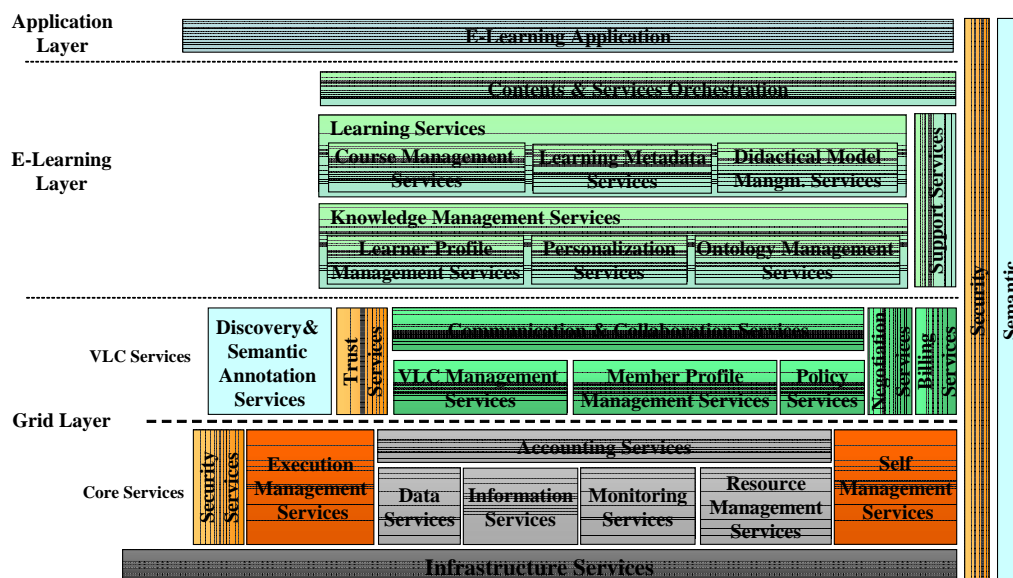 Application
Layer
E-Learning Application
Contents & Services Orchestration
E-Learning
Layer
Learning Services
Course Management
Services
Learning Metadata
Services
Didactical Model
Mangm. Services
Knowledge Management Services
Learner Profile
Management Services
Personalization
Services
Ontology Management
Services
Support Services
VLC Services
Discovery&
Semantic
Annotation
Services
Trust
Services
Communication & Collaboration Services
VLC Management
Services
Member Profile
Management Services
Policy
Services
Negotiation
Services
Billing
Services
Grid Layer
Core Services
Security
Services
Execution
Management
Services
Accounting Services
Data
Services
Information
Services
Monitoring
Services
Resource
Management
Services
Self
Management
Services
Infrastructure Services
Security
Semantic